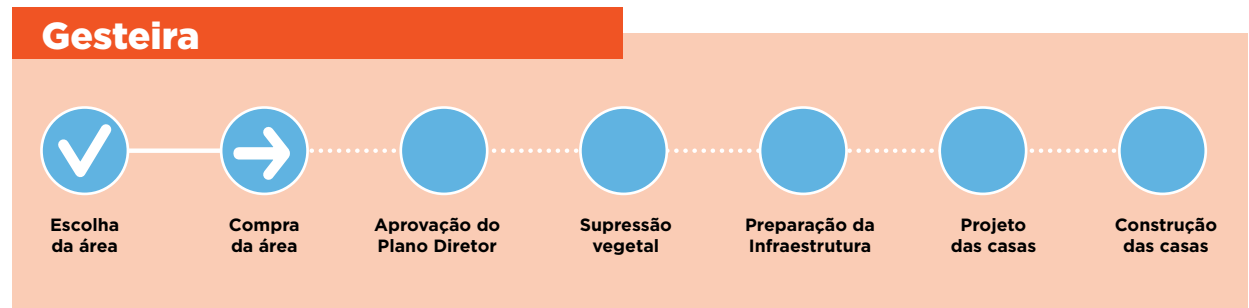 Gesteira
Escolha
da área
Compra
da área
Aprovação do
Plano Diretor
Supressão
vegetal
Preparação da
Infraestrutura
Projeto
das casas
Construção
das casas